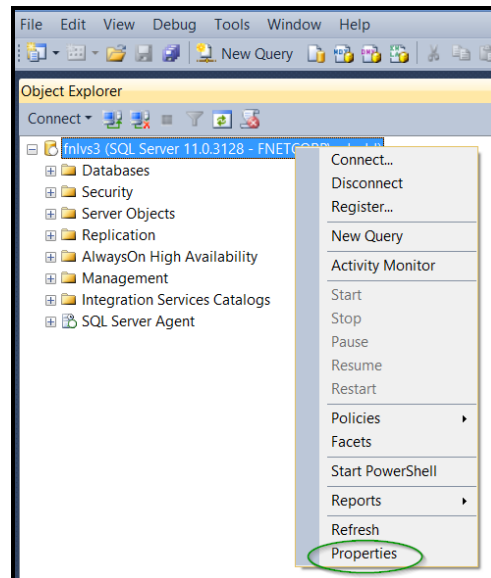 File Edit View Debug Tools Window Help
New Query
Object Explorer
Connect
fnlvs3 (SQL Server 11.0.3128 -
Databases
Security
Server Objects
Replication
AlwaysOn High Availability
Management
Integration Services Catalogs
SQL Server Agent
Connect...
Disconnect
Register...
New Query
Activity Monitor
Start
Stop
Pause
Resume
Restart
Policies
Facets
Start PowerShell
Reports
Refresh
Properties